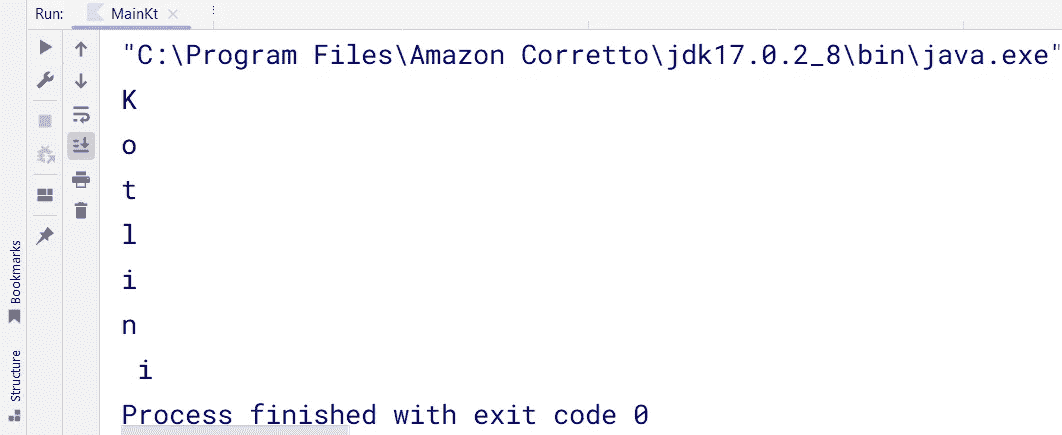 Run: MainKt
"C:\Program Files\Amazon Corretto\jdk17.0.2_8\bin\java.exe"
K
o
t
l
i
n
i
Process finished with exit code 0
Bookmarks
Structure